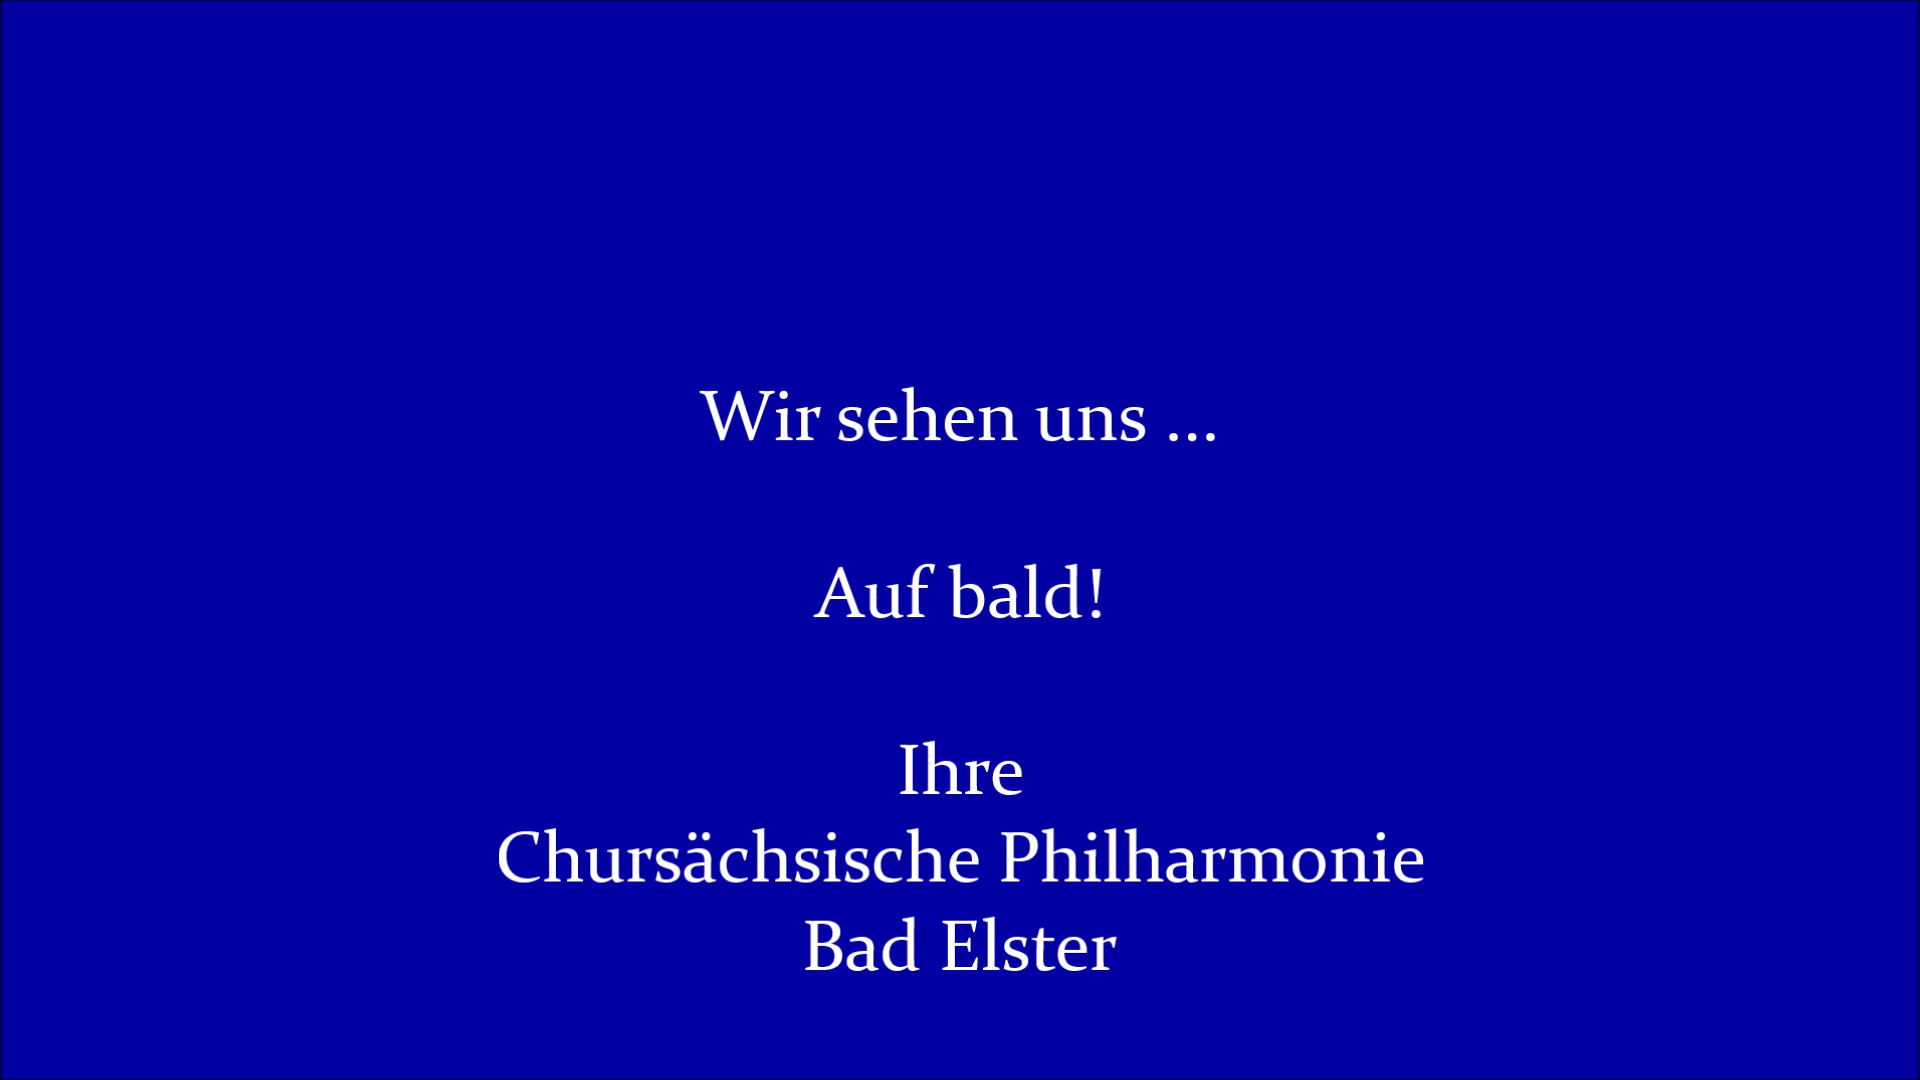 Wir sehen uns ...
Auf bald!
Ihre
Chursächsische Philharmonie
Bad Elster